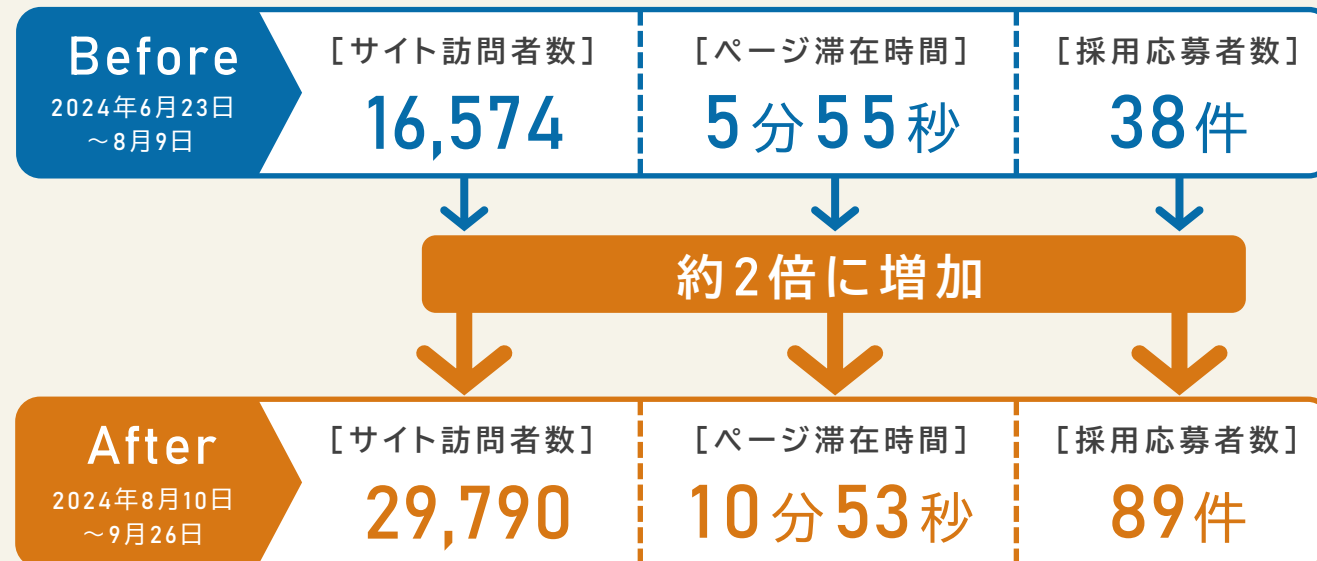 Before
2024年6月23日
～8月9日
[サイト訪問者数]
16,574
[ページ滞在時間]
5分55秒
[採用応募者数]
38件
約2倍に増加
After
2024年8月10日
～9月26日
[サイト訪問者数]
29,790
[ページ滞在時間]
10分53秒
[採用応募者数]
89件